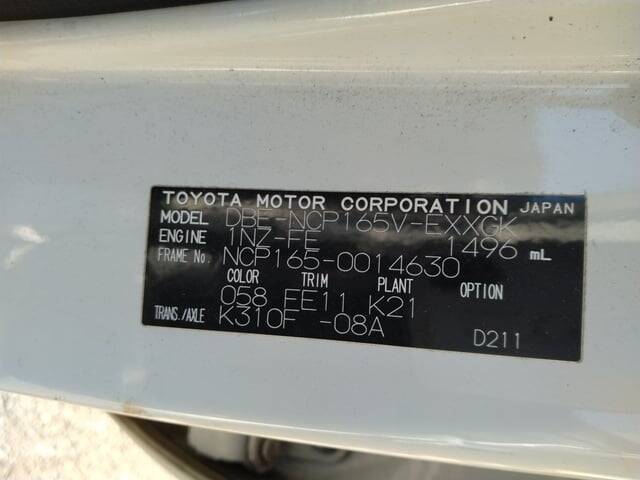 TOYOTA MOTOR CORPORATION JAPAN
MODEL DBE-NCP165V-EXXGK
ENGINE 1NZ-FE 1496 mL
FRAME No. NCP165-0014630
COLOR TRIM PLANT OPTION
058 FE11 K21
TRANS./AXLE K310F -08A
D211